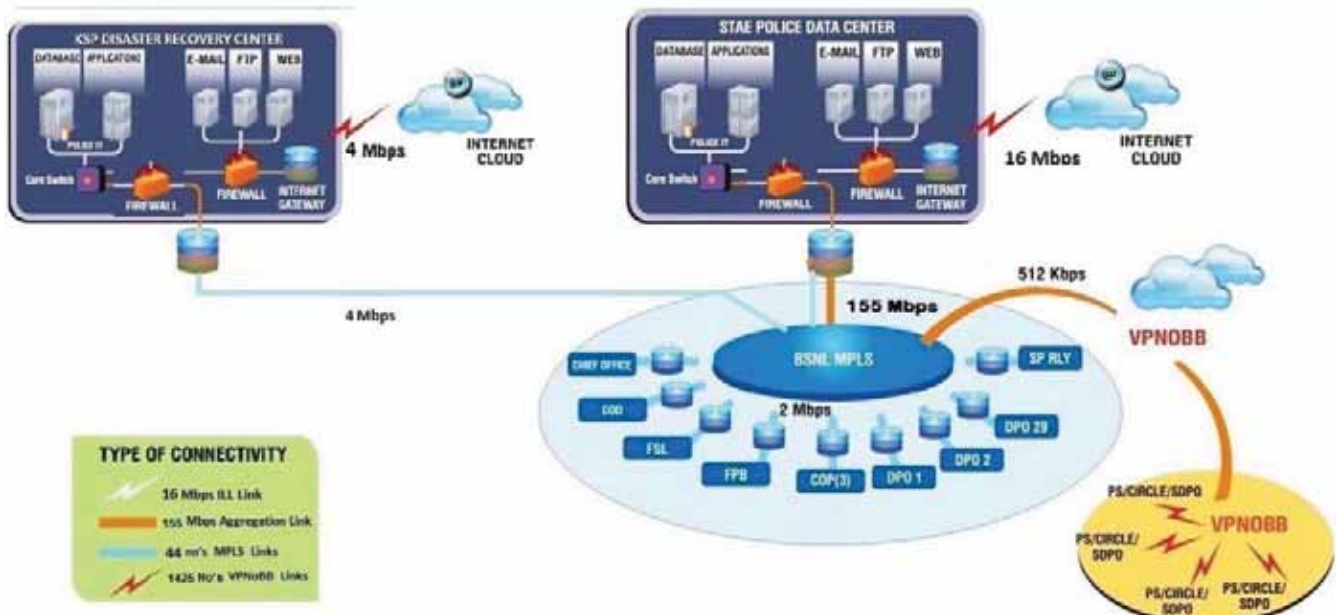 KSP DISASTER RECOVERY CENTER
DATABASE
APPLICATIONS
E-MAIL
FTP
WEB
POLICE IT
Core Switch
FIREWALL
FIREWALL
INTERNET
GATEWAY
4 Mbps
INTERNET
CLOUD
STAE POLICE DATA CENTER
DATABASE
APPLICATIONS
E-MAIL
FTP
WEB
POLICE IT
Core Switch
FIREWALL
FIREWALL
INTERNET
GATEWAY
16 Mbps
INTERNET
CLOUD
4 Mbps
155 Mbps
512 Kbps
VPNOBB
BSNL MPLS
2 Mbps
CHIEF OFFICE
FSL
FPB
COP(3)
DPO 1
DPO 2
DPO 29
SP RLY
TYPE OF CONNECTIVITY
16 Mbps ILL Link
155 Mbps Aggregation Link
44 no's MPLS Links
1426 No's VPNoBB Links
PS/CIRCLE/SDPO
VPNOBB
PS/CIRCLE/
SDPO
PS/CIRCLE/
SDPO
PS/CIRCLE/
SDPO